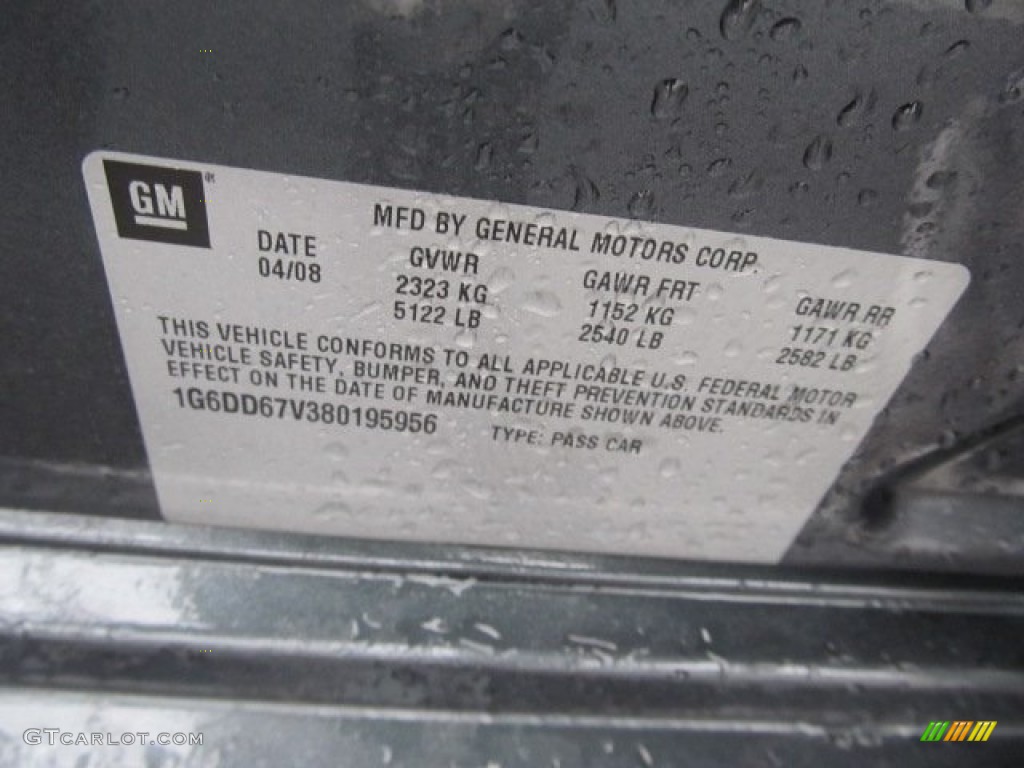 GM
MFD BY GENERAL MOTORS CORP.
DATE GVWR GAWR FRT GAWR RR
04/08 2323 KG 1152 KG 1171 KG
5122 LB 2540 LB 2582 LB
THIS VEHICLE CONFORMS TO ALL APPLICABLE U.S. FEDERAL MOTOR
VEHICLE SAFETY, BUMPER, AND THEFT PREVENTION STANDARDS IN
EFFECT ON THE DATE OF MANUFACTURE SHOWN ABOVE.
1G6DD67V380195956 TYPE: PASS CAR
GTCARLOT.COM